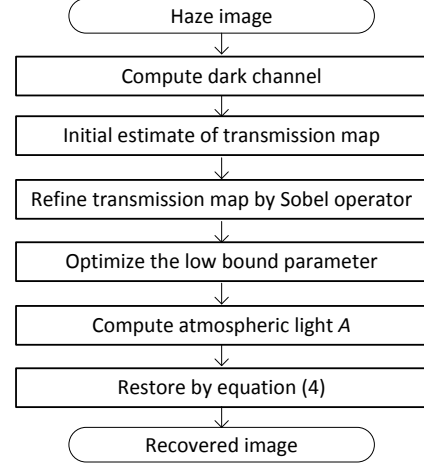 Haze image
Compute dark channel
Initial estimate of transmission map
Refine transmission map by Sobel operator
Optimize the low bound parameter
Compute atmospheric light A
Restore by equation (4)
Recovered image